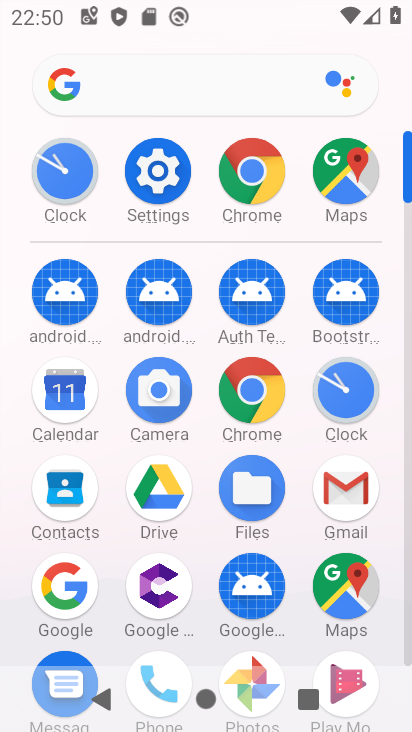 22:50
Clock Settings Chrome Maps
android.... android.... Auth Te... Bootstr...
11
Calendar Camera Chrome Clock
Contacts Drive Files Gmail
Google Google ... Google... Maps
Messag Phone Photos Play Mo